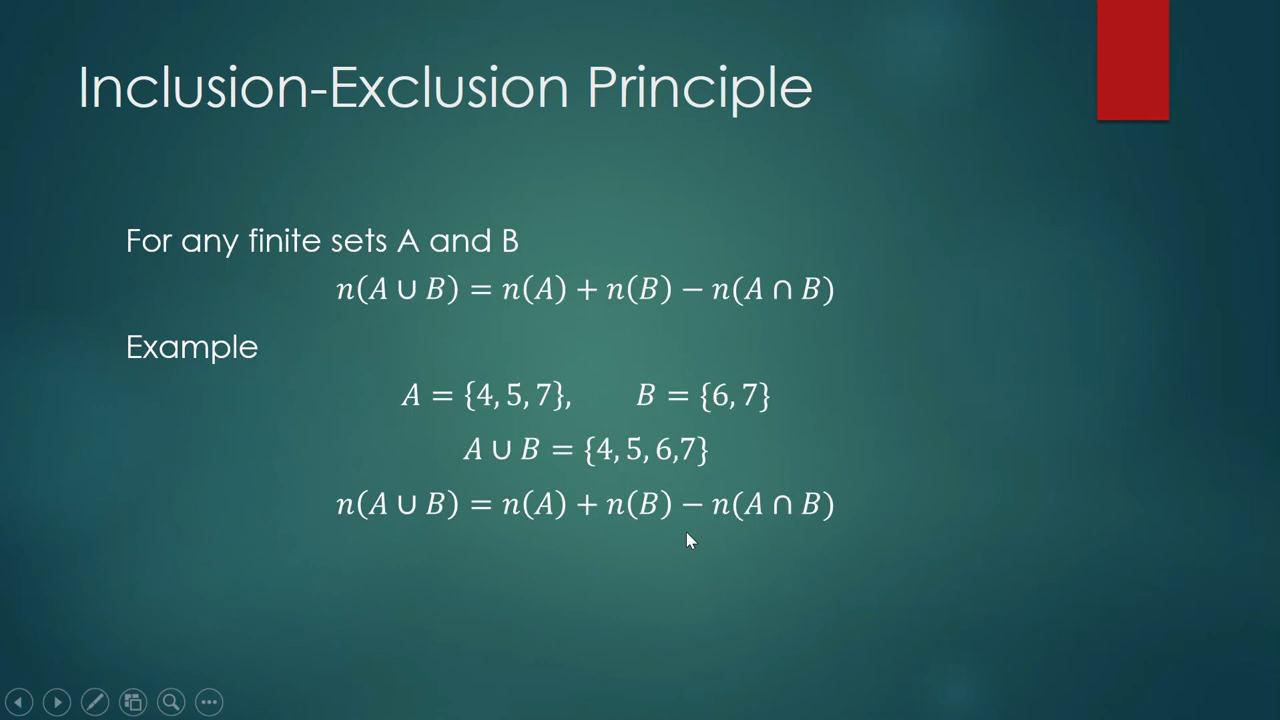 Inclusion-Exclusion Principle
For any finite sets A and B
n(A ∪ B) = n(A) + n(B) − n(A ∩ B)
Example
A = {4, 5, 7}, B = {6, 7}
A ∪ B = {4, 5, 6,7}
n(A ∪ B) = n(A) + n(B) − n(A ∩ B)